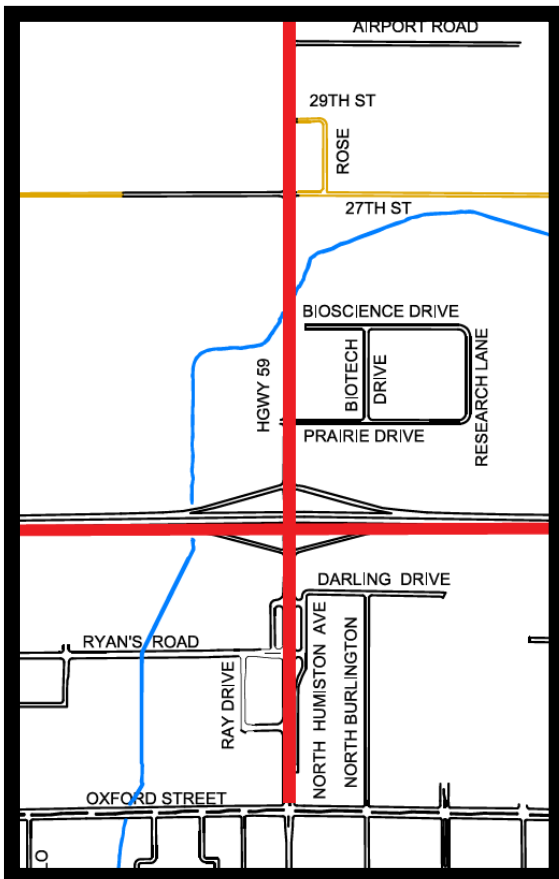 AIRPORT ROAD
29TH ST
ROSE
27TH ST
BIOSCIENCE DRIVE
HGWY 59
BIOTECH
DRIVE
RESEARCH LANE
PRAIRIE DRIVE
DARLING DRIVE
RYAN'S ROAD
RAY DRIVE
NORTH HUMISTON AVE
NORTH BURLINGTON
OXFORD STREET
LO